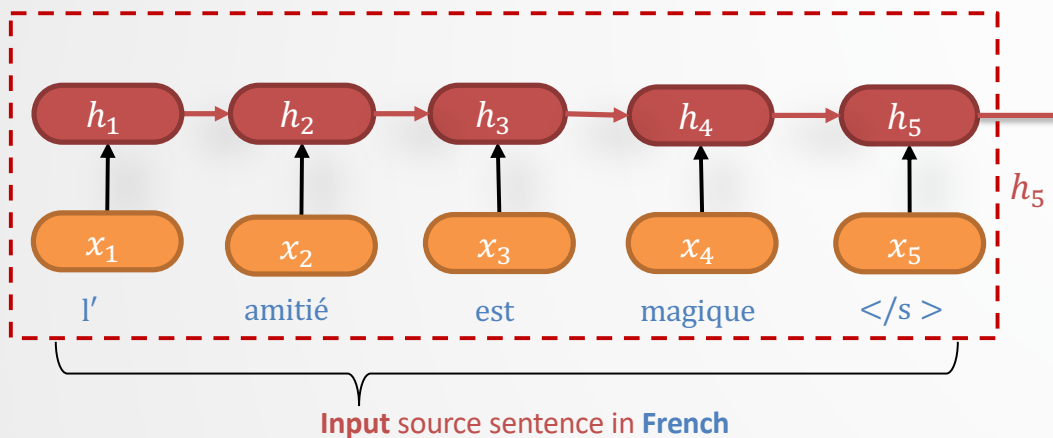 h₁ h₂ h₃ h₄ h₅
h₅
x₁ x₂ x₃ x₄ x₅
l′ amitié est magique </s >
Input source sentence in French